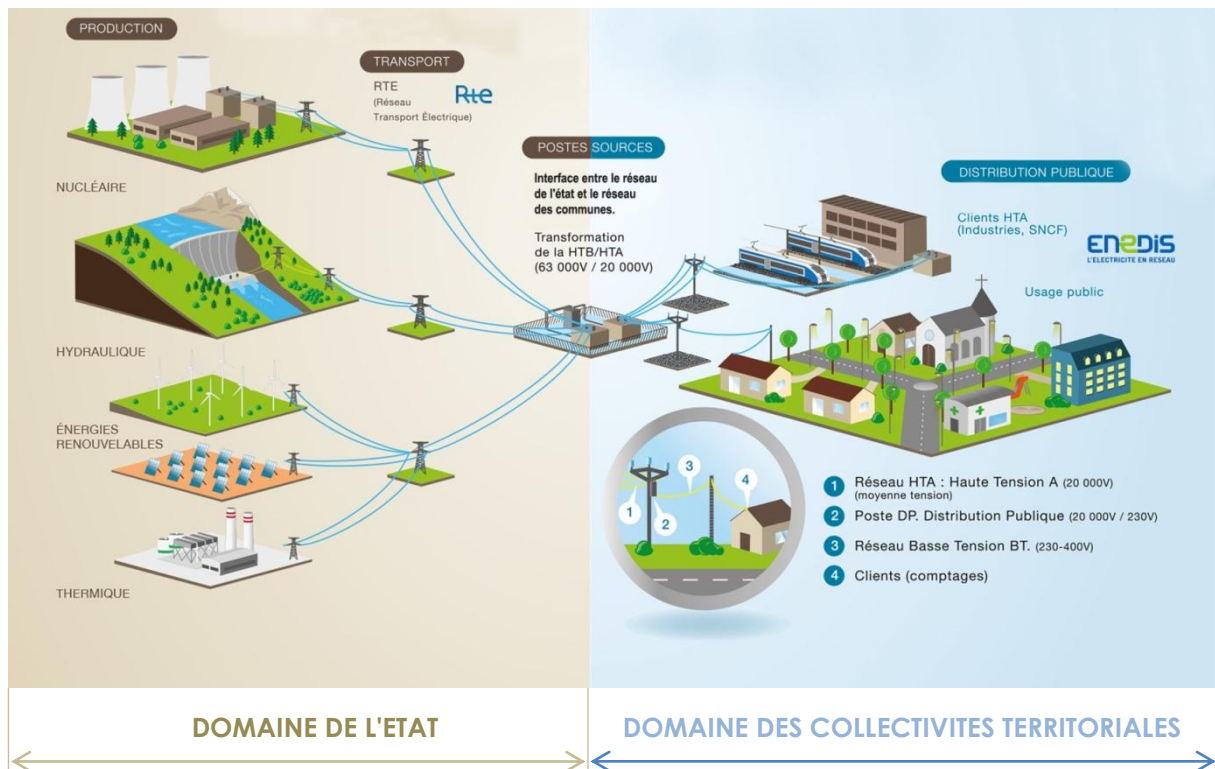 PRODUCTION
NUCLÉAIRE
HYDRAULIQUE
ÉNERGIES
RENOUVELABLES
THERMIQUE
TRANSPORT
RTE
(Réseau
Transport Électrique)
Rte
POSTES SOURCES
Interface entre le réseau
de l'état et le réseau
des communes.
Transformation
de la HTB/HTA
(63 000V / 20 000V)
DISTRIBUTION PUBLIQUE
Clients HTA
(Industries, SNCF)
ENEDIS
L'ELECTRICITE EN RESEAU
Usage public
1
2
3
4
1 Réseau HTA : Haute Tension A (20 000V)
(moyenne tension)
2 Poste DP. Distribution Publique (20 000V / 230V)
3 Réseau Basse Tension BT. (230-400V)
4 Clients (comptages)
DOMAINE DE L'ETAT
DOMAINE DES COLLECTIVITES TERRITORIALES